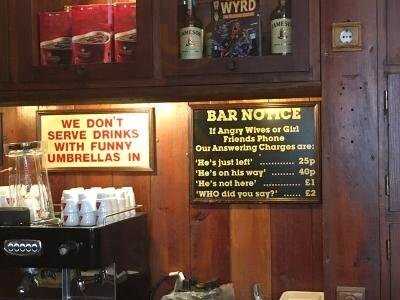 WYRD
JAMESON
JAMESON
WE DON'T
SERVE DRINKS
WITH FUNNY
UMBRELLAS IN
BAR NOTICE
If Angry Wives or Girl
Friends Phone
Our Answering Charges are:
'He's just left' .......... 25p
'He's on his way' ........ 40p
'He's not here' ........... £1
'WHO did you say?' ...... £2